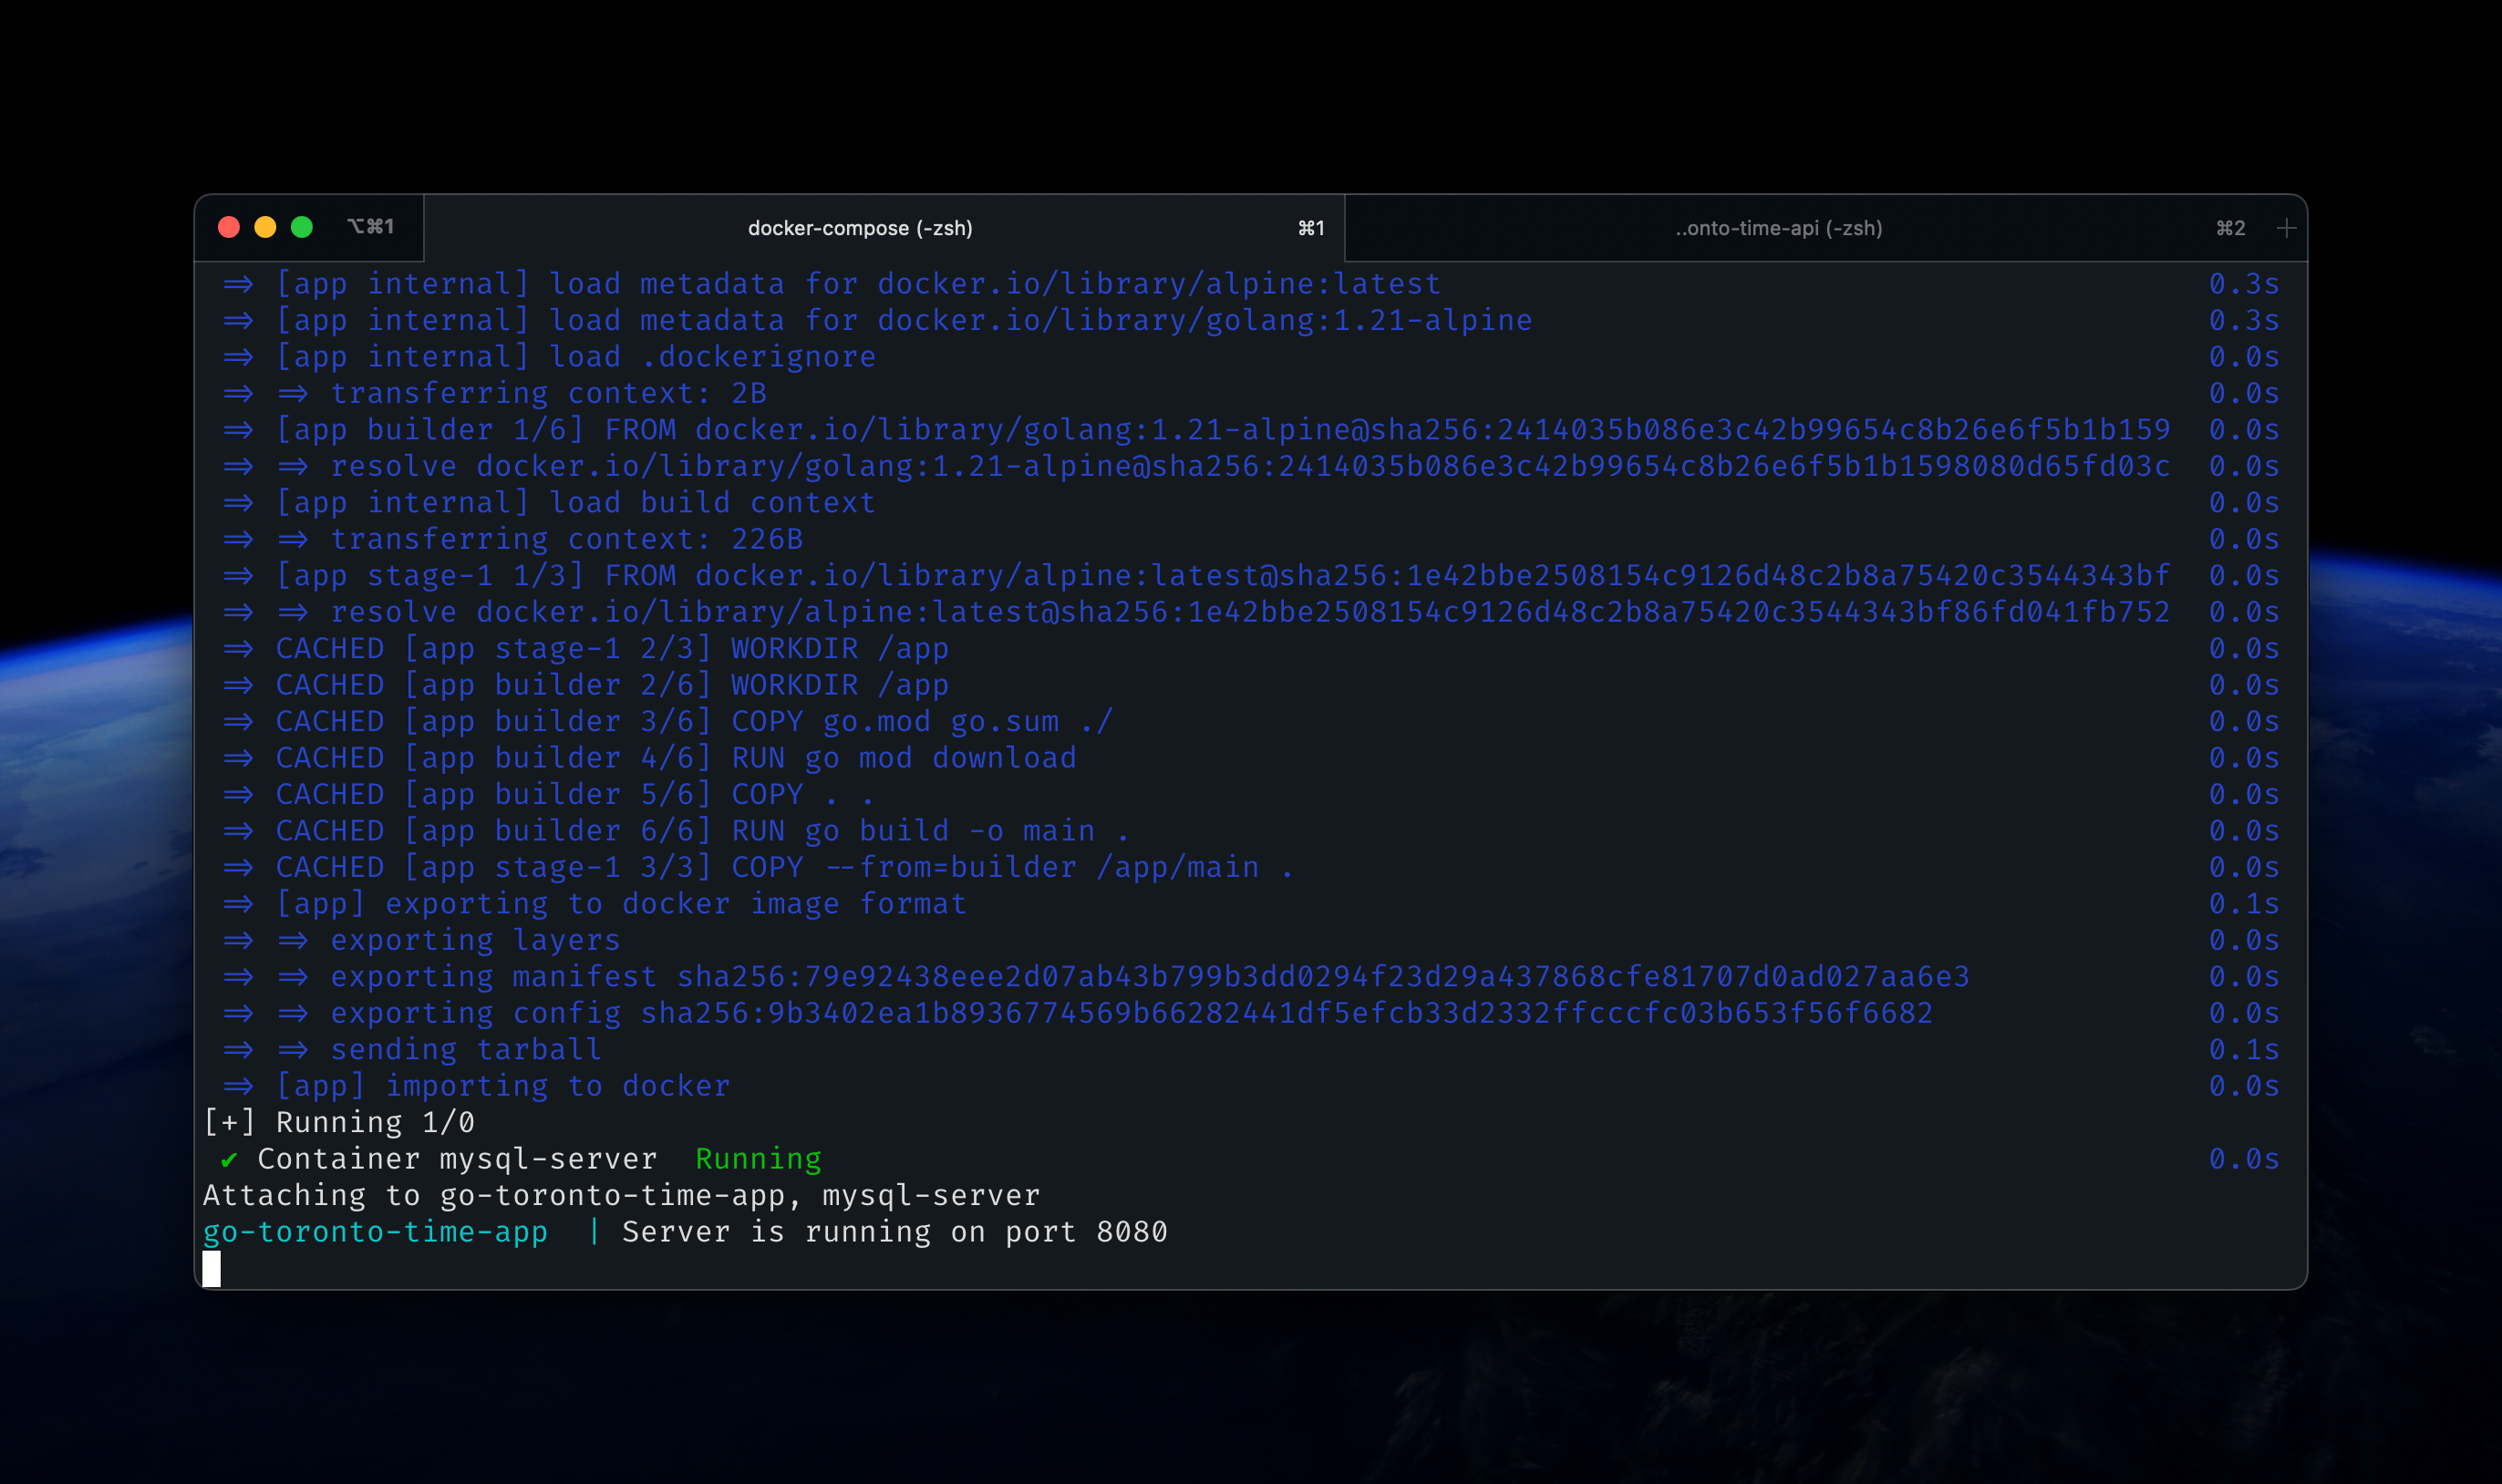 ⌥⌘1 docker-compose (-zsh) ⌘1 ..onto-time-api (-zsh) ⌘2 +
=> [app internal] load metadata for docker.io/library/alpine:latest 0.3s
=> [app internal] load metadata for docker.io/library/golang:1.21-alpine 0.3s
=> [app internal] load .dockerignore 0.0s
=> => transferring context: 2B 0.0s
=> [app builder 1/6] FROM docker.io/library/golang:1.21-alpine@sha256:2414035b086e3c42b99654c8b26e6f5b1b159 0.0s
=> => resolve docker.io/library/golang:1.21-alpine@sha256:2414035b086e3c42b99654c8b26e6f5b1b1598080d65fd03c 0.0s
=> [app internal] load build context 0.0s
=> => transferring context: 226B 0.0s
=> [app stage-1 1/3] FROM docker.io/library/alpine:latest@sha256:1e42bbe2508154c9126d48c2b8a75420c3544343bf 0.0s
=> => resolve docker.io/library/alpine:latest@sha256:1e42bbe2508154c9126d48c2b8a75420c3544343bf86fd041fb752 0.0s
=> CACHED [app stage-1 2/3] WORKDIR /app 0.0s
=> CACHED [app builder 2/6] WORKDIR /app 0.0s
=> CACHED [app builder 3/6] COPY go.mod go.sum ./ 0.0s
=> CACHED [app builder 4/6] RUN go mod download 0.0s
=> CACHED [app builder 5/6] COPY . . 0.0s
=> CACHED [app builder 6/6] RUN go build -o main . 0.0s
=> CACHED [app stage-1 3/3] COPY --from=builder /app/main . 0.0s
=> [app] exporting to docker image format 0.1s
=> => exporting layers 0.0s
=> => exporting manifest sha256:79e92438eee2d07ab43b799b3dd0294f23d29a437868cfe81707d0ad027aa6e3 0.0s
=> => exporting config sha256:9b3402ea1b8936774569b66282441df5efcb33d2332ffcccfc03b653f56f6682 0.0s
=> => sending tarball 0.1s
=> [app] importing to docker 0.0s
[+] Running 1/0
✔ Container mysql-server Running 0.0s
Attaching to go-toronto-time-app, mysql-server
go-toronto-time-app | Server is running on port 8080